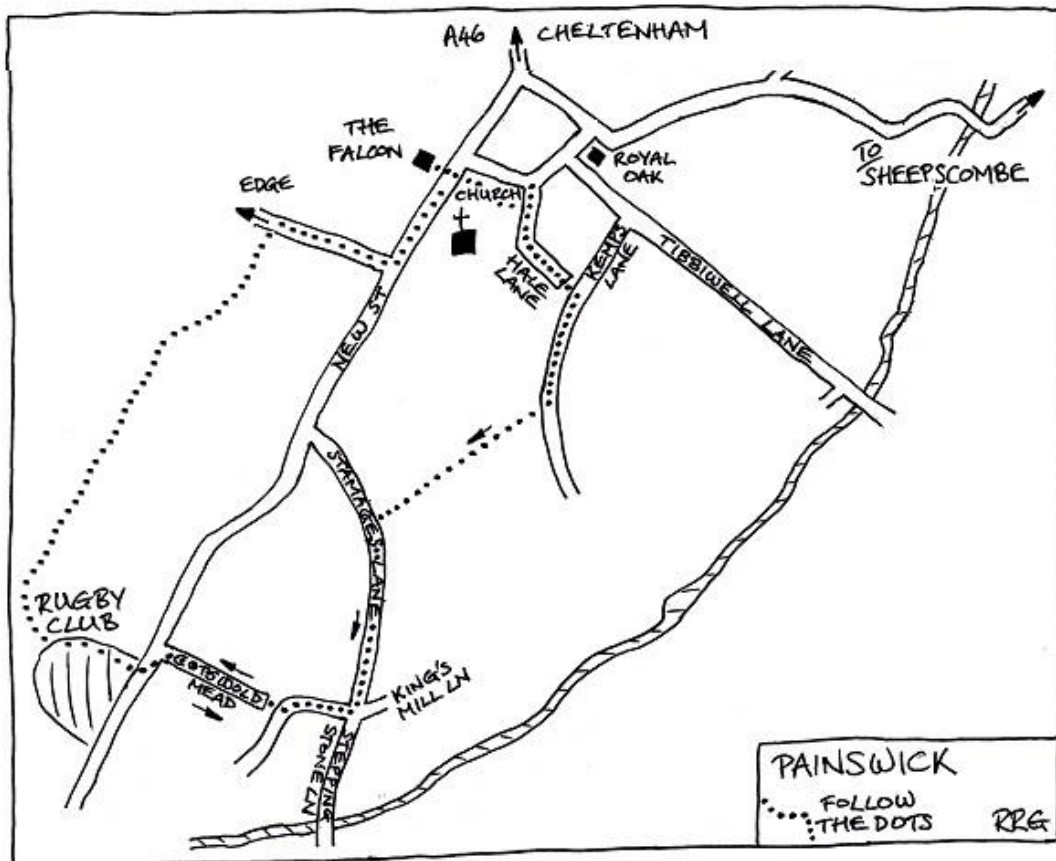 A46 CHELTENHAM
THE
FALCON
ROYAL
OAK
TO
SHEEPSCOMBE
EDGE
CHURCH
HALE
LANE
KEMPS
LANE
TIBBIWELL LANE
NEW ST
STAMAGES LANE
RUGBY
CLUB
COTSWOLD
MEAD
KING'S
MILL LN
STEPPING
STONE LN
PAINSWICK
FOLLOW
THE DOTS
RRG